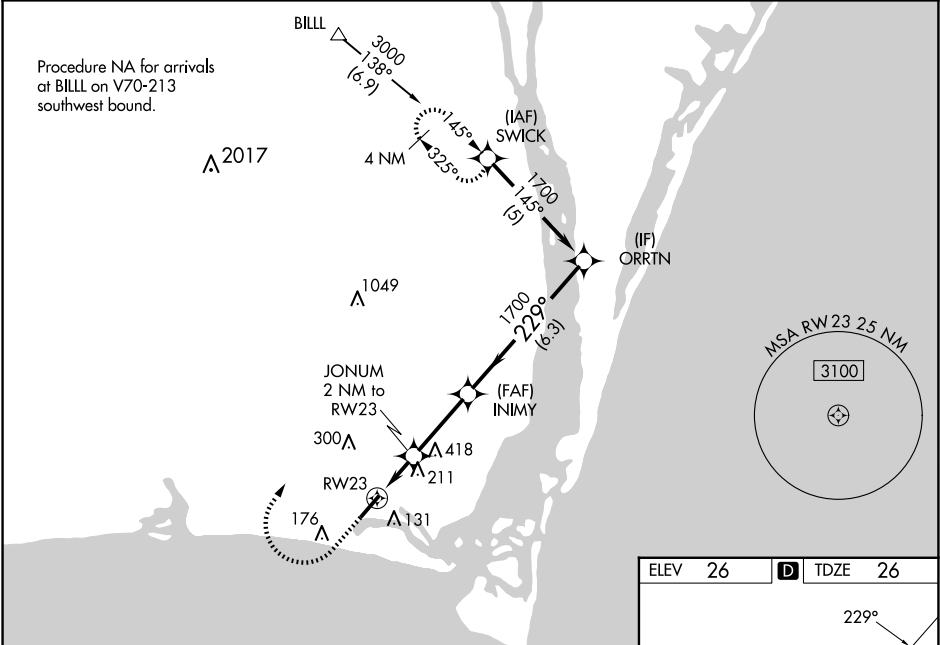 BILLL
3000
138°
(6.9)
Procedure NA for arrivals
at BILLL on V70-213
southwest bound.
(IAF)
SWICK
145°
325°
4 NM
2017
1700
145°
(5)
(IF)
ORRTN
1049
1700
229°
(6.3)
MSA RW 23 25 NM
3100
JONUM
2 NM to
RW23
(FAF)
INIMY
300
418
211
RW23
176
131
ELEV 26 D TDZE 26
229°